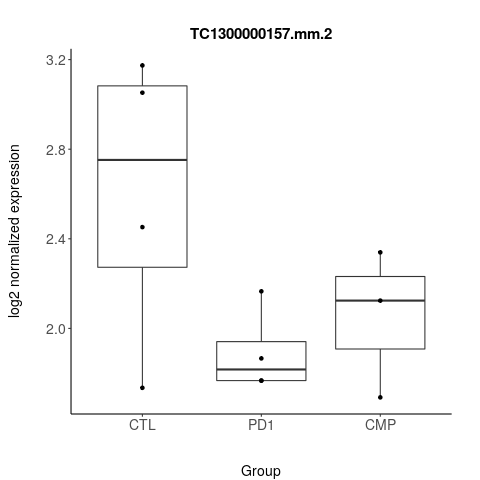 TC1300000157.mm.2
3.2
2.8
2.4
2.0
log2 normalized expression
CTL
PD1
CMP
Group